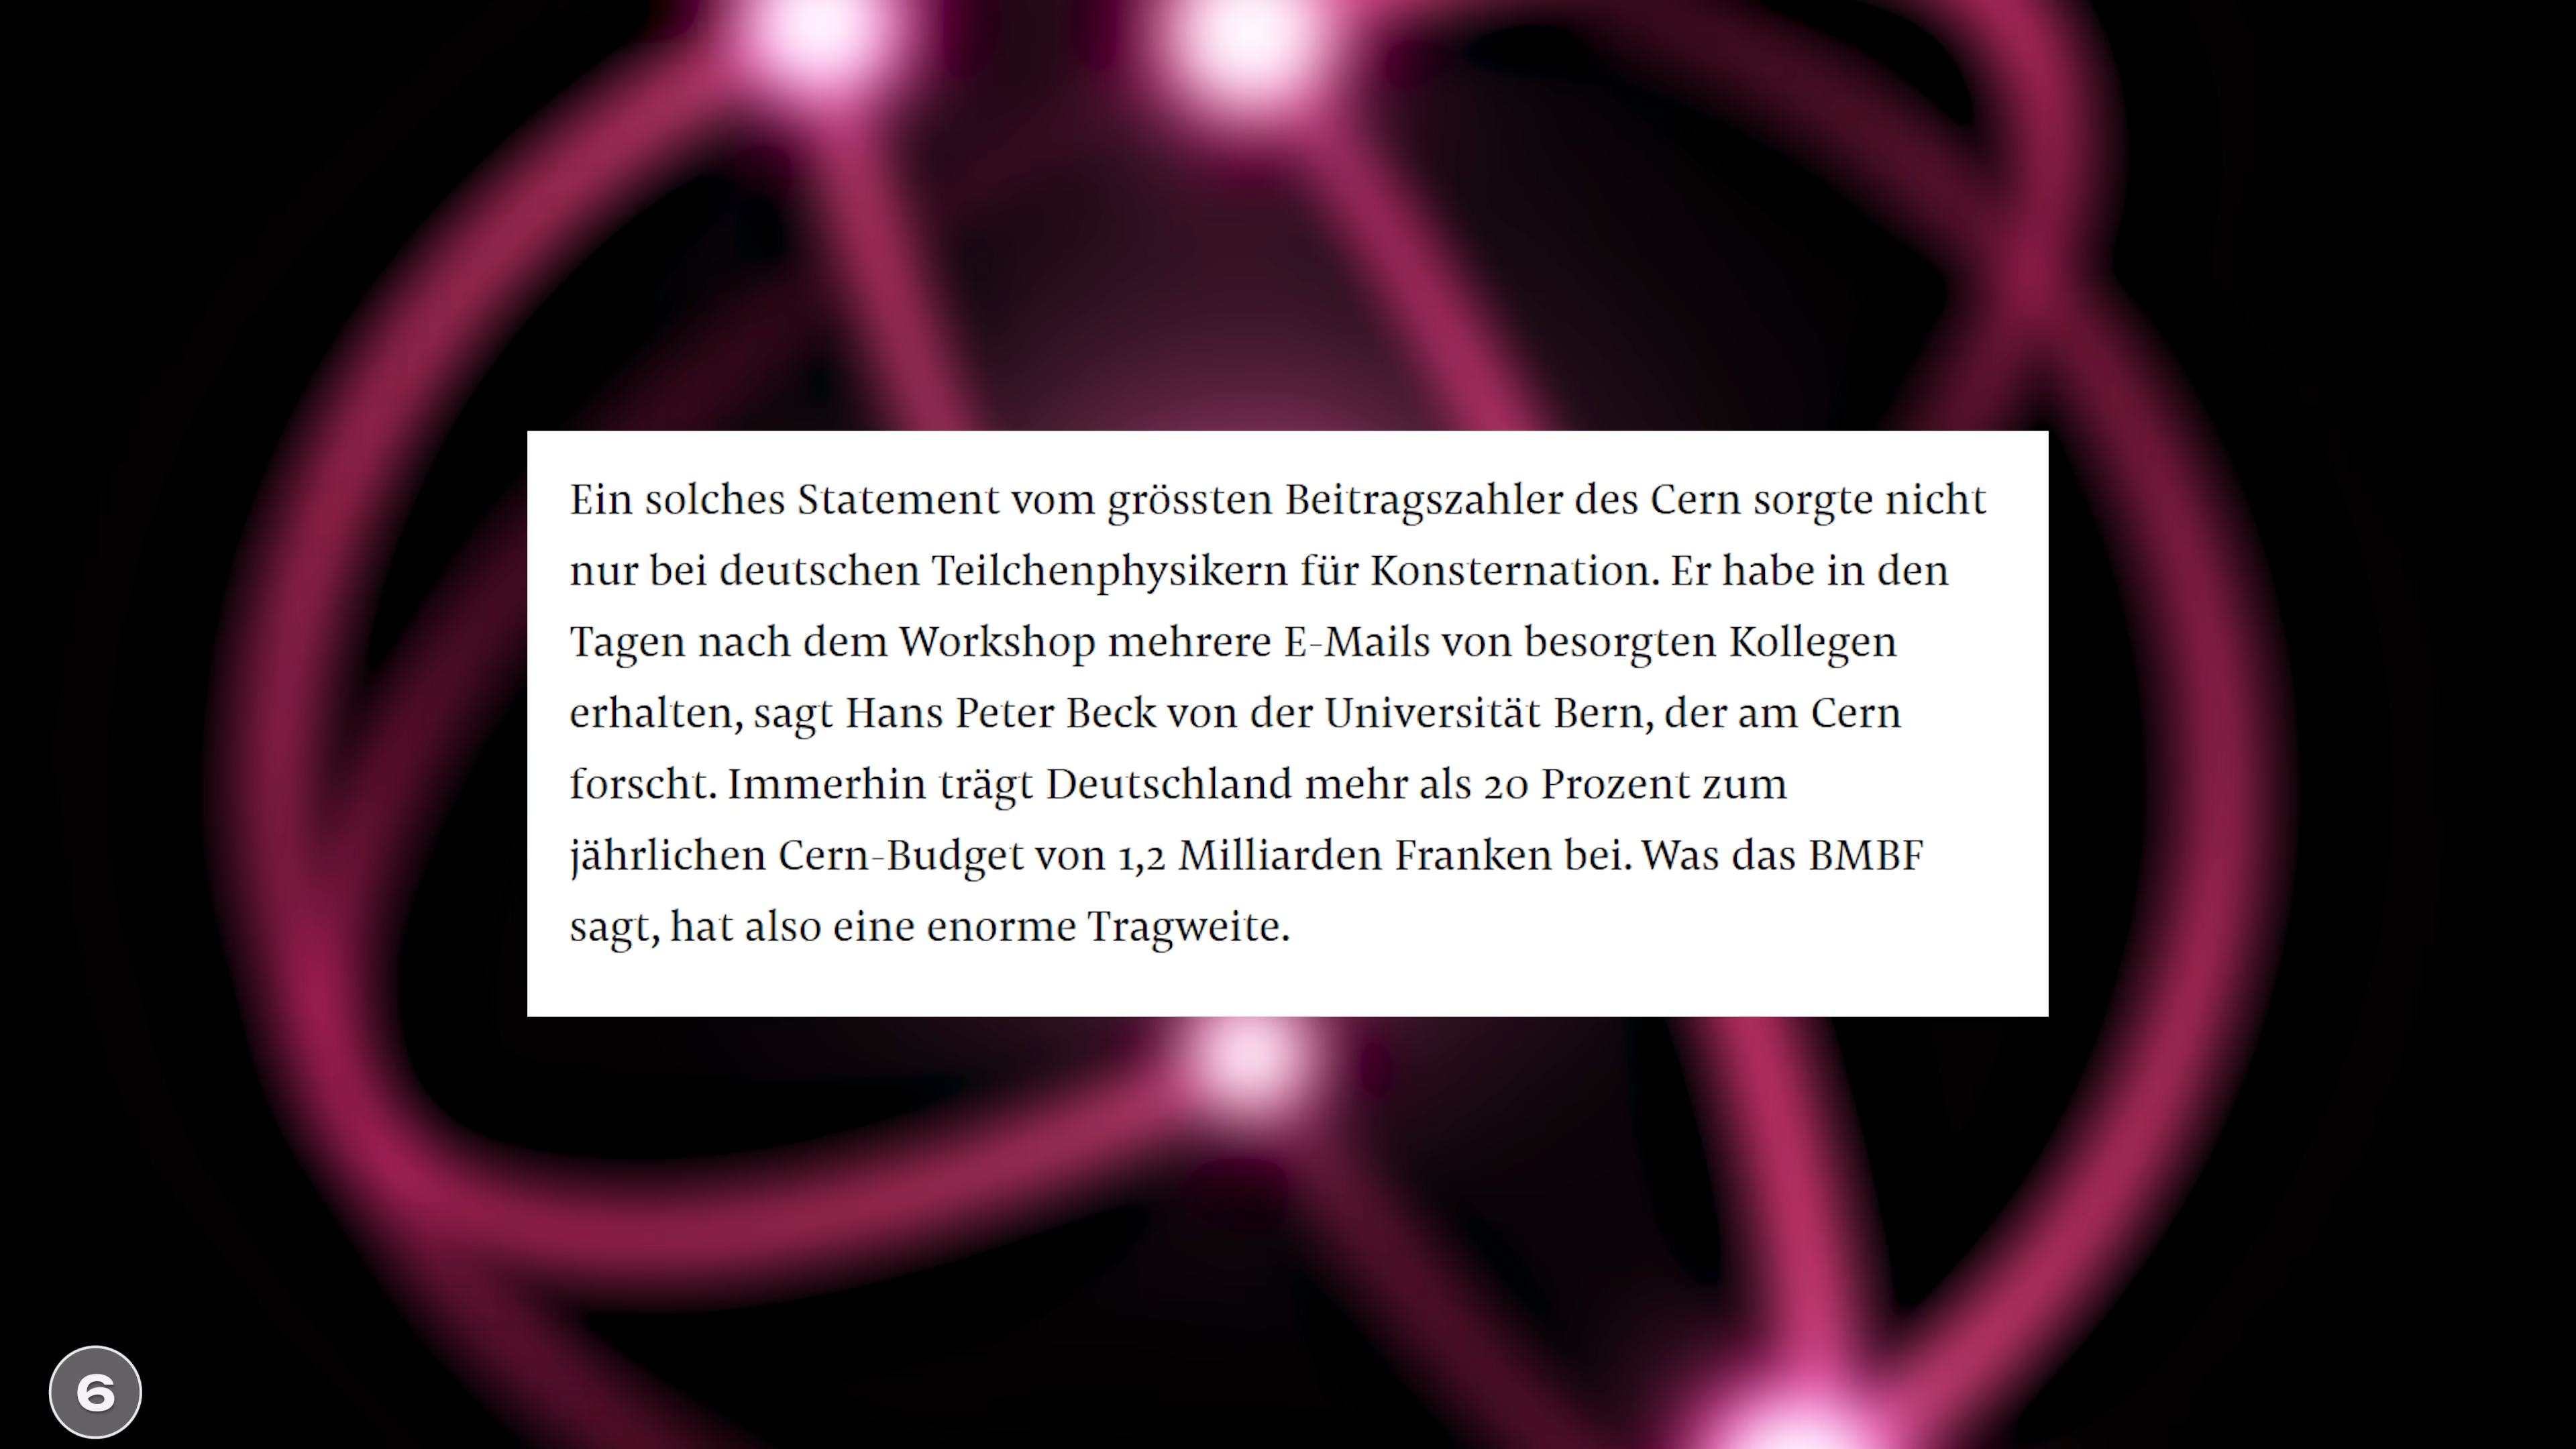 Ein solches Statement vom grössten Beitragszahler des Cern sorgte nicht
nur bei deutschen Teilchenphysikern für Konsternation. Er habe in den
Tagen nach dem Workshop mehrere E-Mails von besorgten Kollegen
erhalten, sagt Hans Peter Beck von der Universität Bern, der am Cern
forscht. Immerhin trägt Deutschland mehr als 20 Prozent zum
jährlichen Cern-Budget von 1,2 Milliarden Franken bei. Was das BMBF
sagt, hat also eine enorme Tragweite.
6